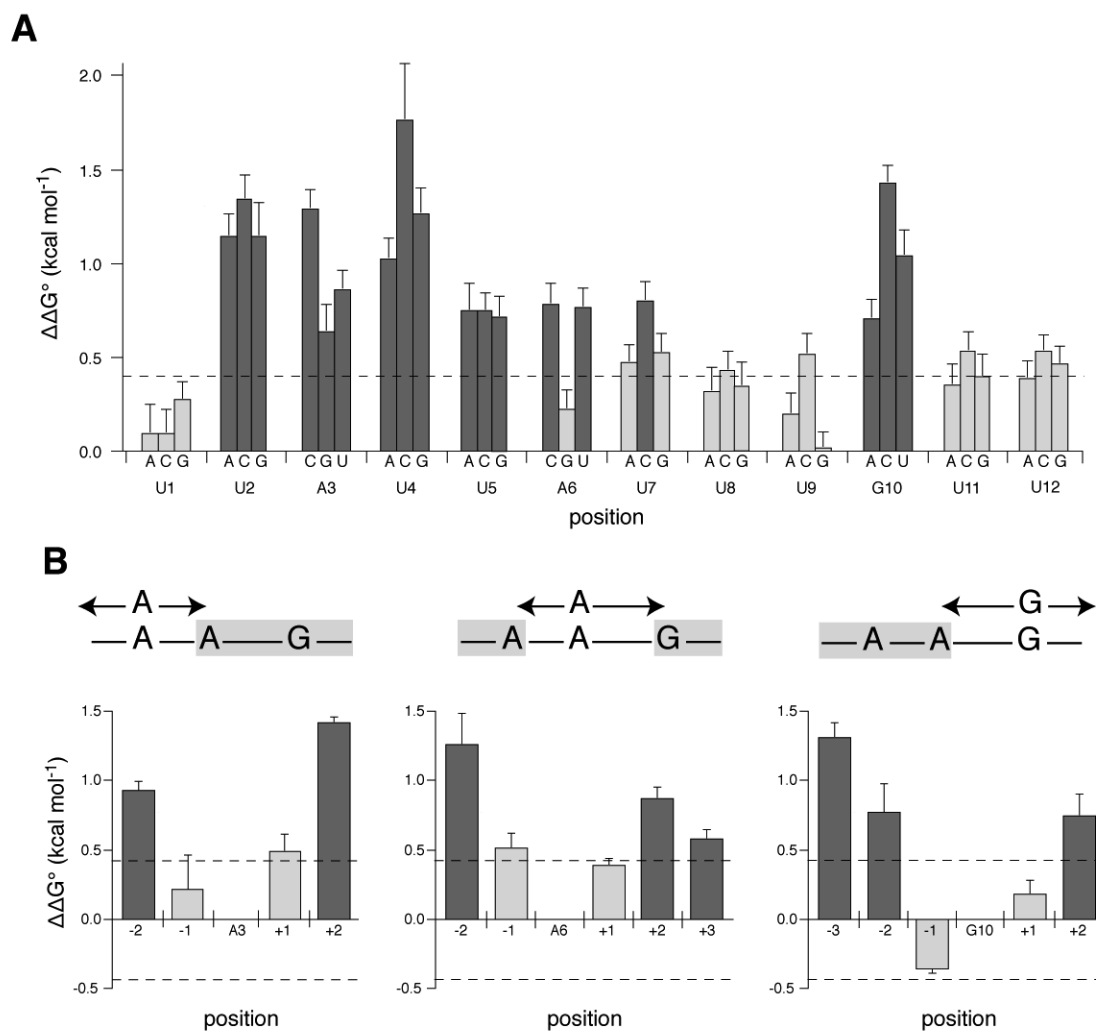 A
2.0
1.5
1.0
0.5
0.0
ΔΔG° (kcal mol⁻¹)
A C G A C G C G U A C G A C G C G U A C G A C G A C G A C U A C G A C G
U1 U2 A3 U4 U5 A6 U7 U8 U9 G10 U11 U12
position
B
A A G
A A A G A A A G
1.5 1.5 1.5
1.0 1.0 1.0
0.5 0.5 0.5
0.0 0.0 0.0
-0.5 -0.5 -0.5
ΔΔG° (kcal mol⁻¹)
-2 -1 A3 +1 +2 -2 -1 A6 +1 +2 +3 -3 -2 -1 G10 +1 +2
position position position